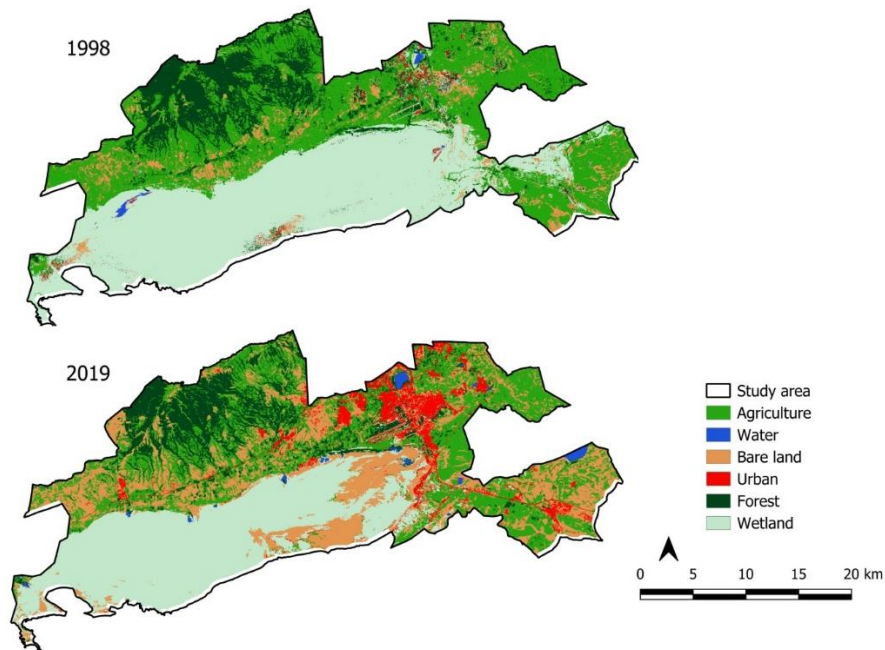 1998
2019
Study area
Agriculture
Water
Bare land
Urban
Forest
Wetland
0 5 10 15 20 km